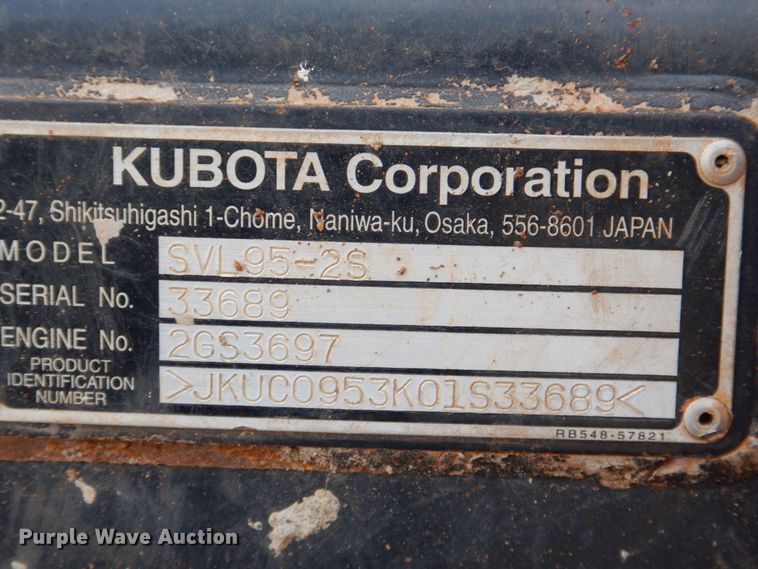 KUBOTA Corporation
2-47, Shikitsuhigashi 1-Chome, Naniwa-ku, Osaka, 556-8601 JAPAN
MODEL SVL95-2S
SERIAL No. 33689
ENGINE No. 2GS3697
PRODUCT
IDENTIFICATION
NUMBER >JKUC0953K01S33689<
RB548-57821
Purple Wave Auction